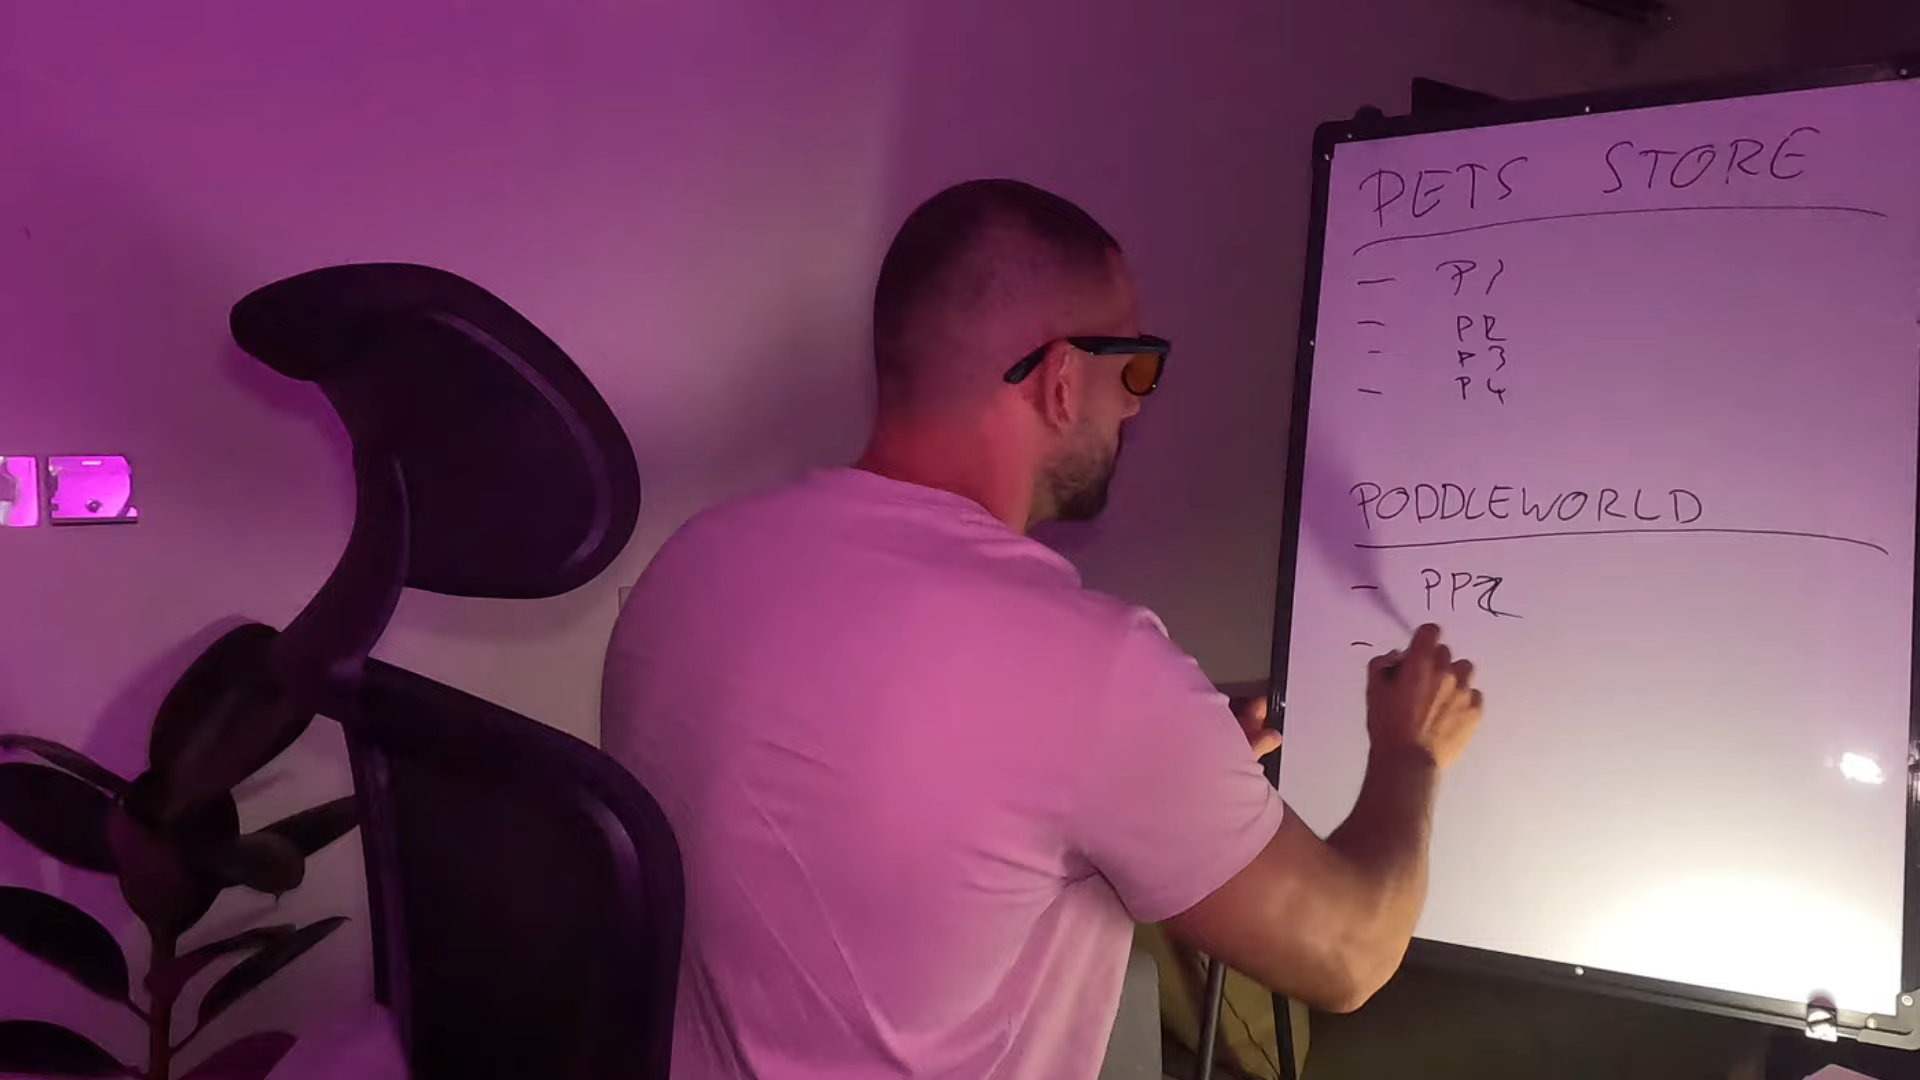 PETS STORE
- P1
- P2
- P3
- P4
PODDLEWORLD
- PP2
-